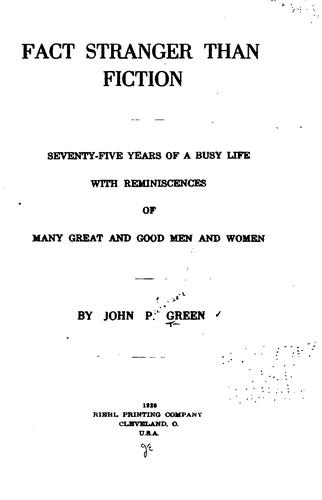 FACT STRANGER THAN
FICTION
SEVENTY-FIVE YEARS OF A BUSY LIFE
WITH REMINISCENCES
OF
MANY GREAT AND GOOD MEN AND WOMEN
BY JOHN P. GREEN
1920
RIEHL PRINTING COMPANY
CLEVELAND, O.
U.S.A.